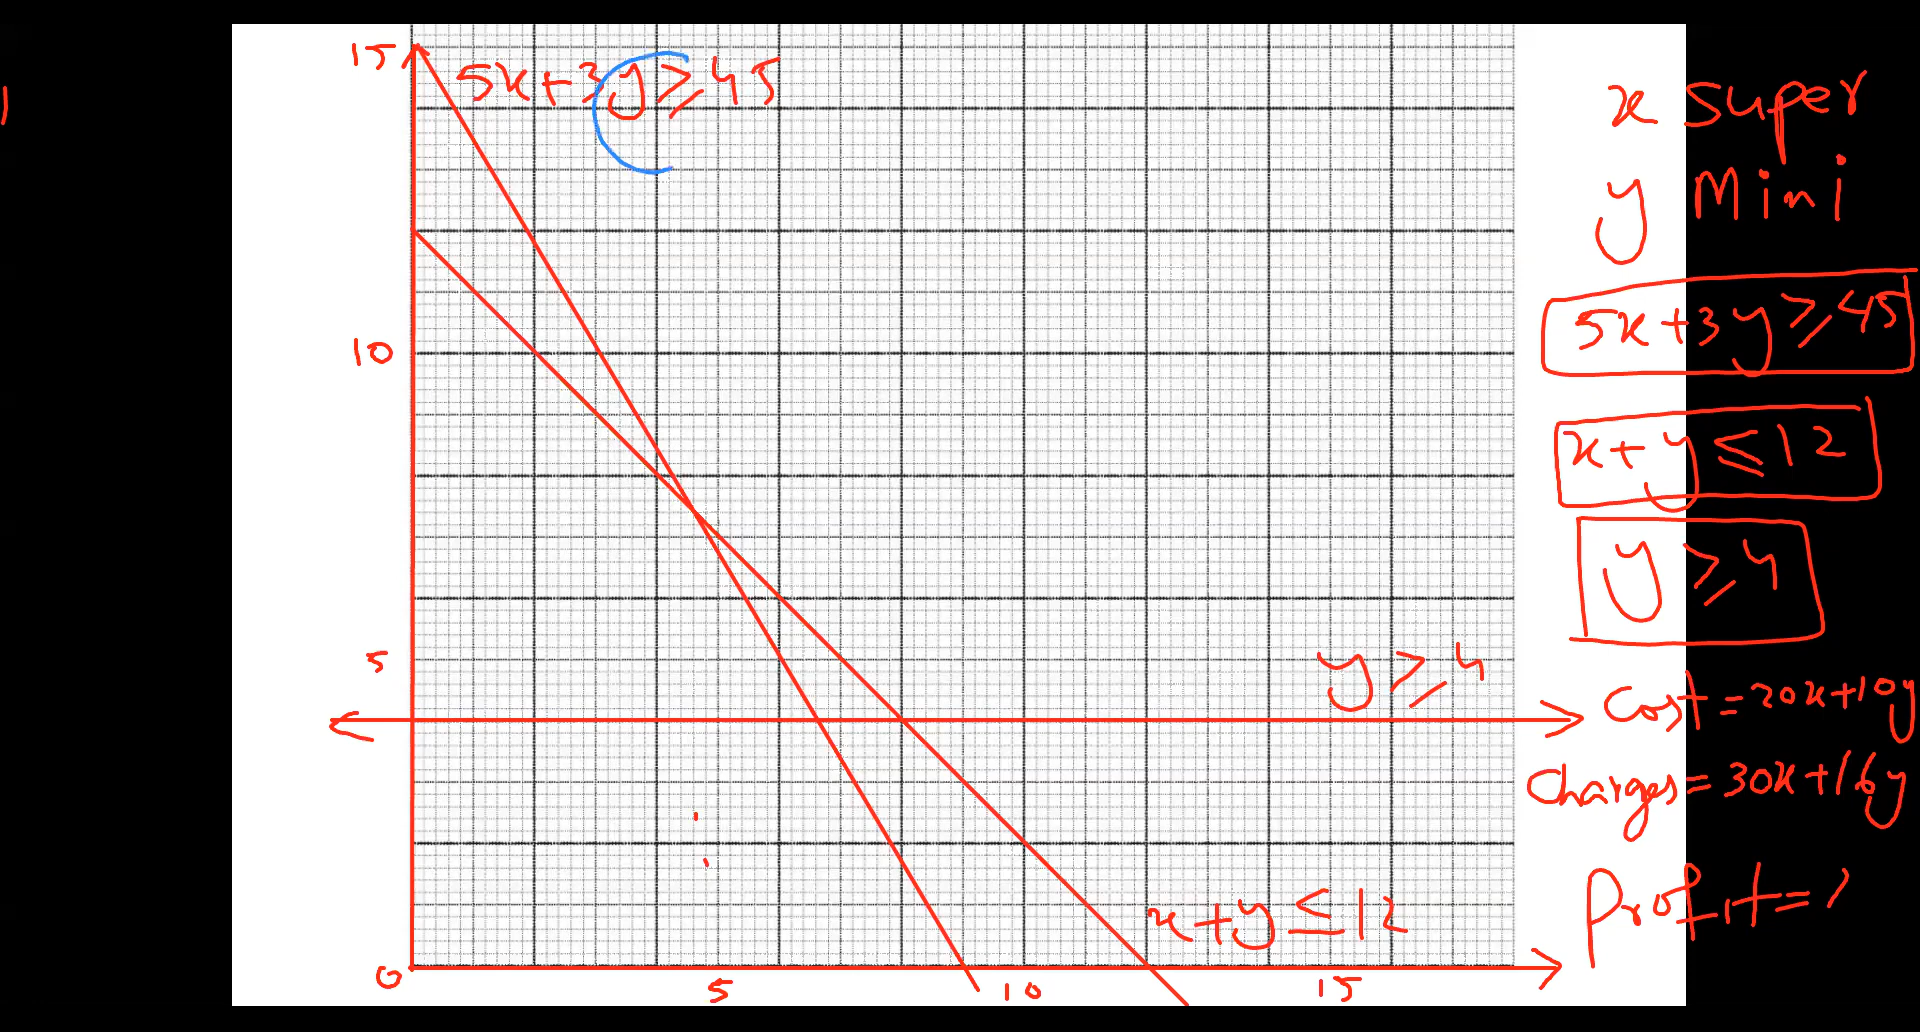 15
5x+3y≥45
10
5
y≥4
x+y≤12
0 5 10 15
x Super
y Mini
5x+3y≥45
x+y≤12
y≥4
Cost=20x+10y
Charges=30x+16y
Profit=